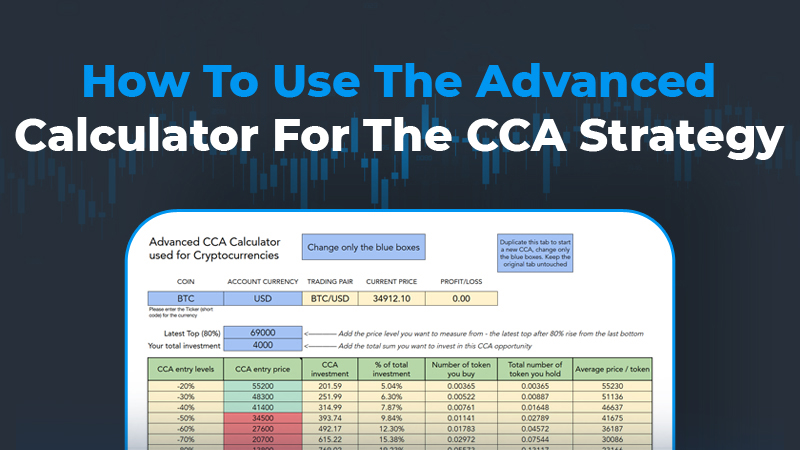 How To Use The Advanced
Calculator For The CCA Strategy
Advanced CCA Calculator
used for Cryptocurrencies
Change only the blue boxes
Duplicate this tab to start
a new CCA, change only
the blue boxes. Keep the
original tab untouched
COIN ACCOUNT CURRENCY TRADING PAIR CURRENT PRICE PROFIT/LOSS
BTC USD BTC/USD 34912.10 0.00
Please enter the Ticker (short
code) for the currency
Latest Top (80%) 69000 <———— Add the price level you want to measure from - the latest top after 80% rise from the last bottom
Your total investment 4000 <———— Add the total sum you want to invest in this CCA opportunity
CCA entry levels CCA entry price CCA investment % of total investment Number of token you buy Total number of token you hold Average price / token
-20% 55200 201.59 5.04% 0.00365 0.00365 55230
-30% 48300 251.99 6.30% 0.00522 0.00887 51136
-40% 41400 314.99 7.87% 0.00761 0.01648 46637
-50% 34500 393.74 9.84% 0.01141 0.02789 41675
-60% 27600 492.17 12.30% 0.01783 0.04572 36187
-70% 20700 615.22 15.38% 0.02972 0.07544 30086